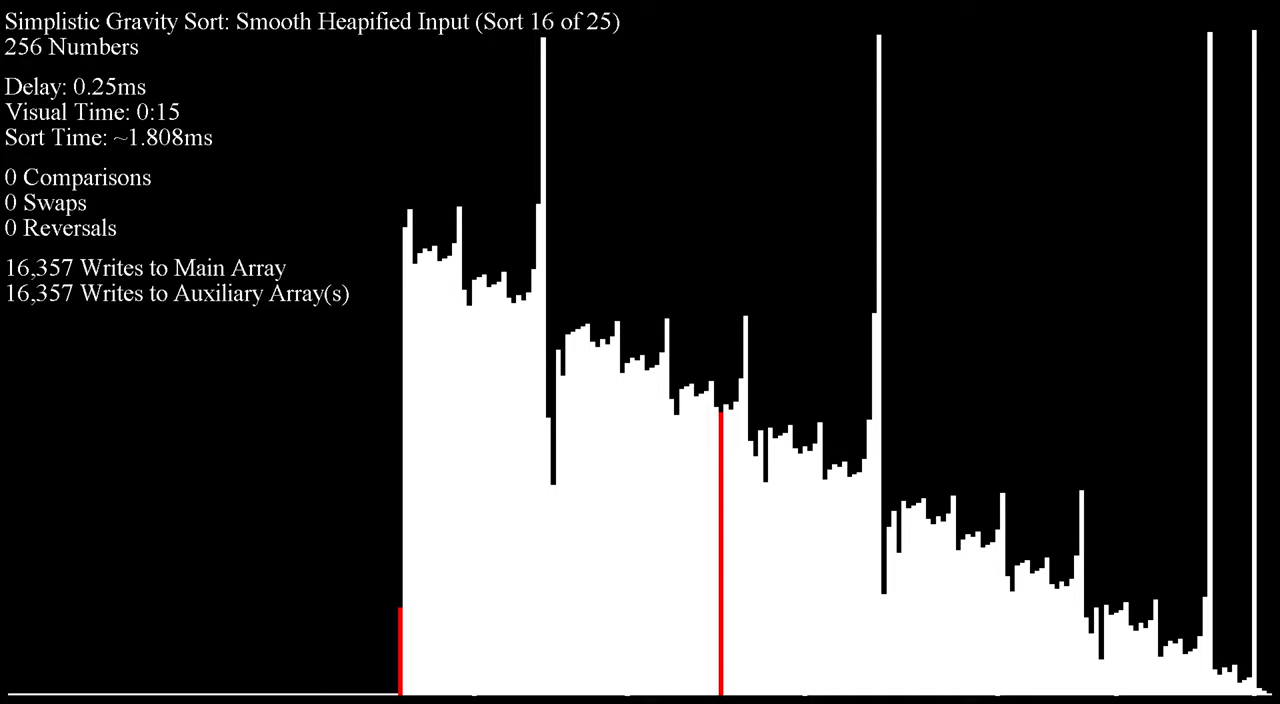 Simplistic Gravity Sort: Smooth Heapified Input (Sort 16 of 25)
256 Numbers
Delay: 0.25ms
Visual Time: 0:15
Sort Time: ~1.808ms
0 Comparisons
0 Swaps
0 Reversals
16,357 Writes to Main Array
16,357 Writes to Auxiliary Array(s)